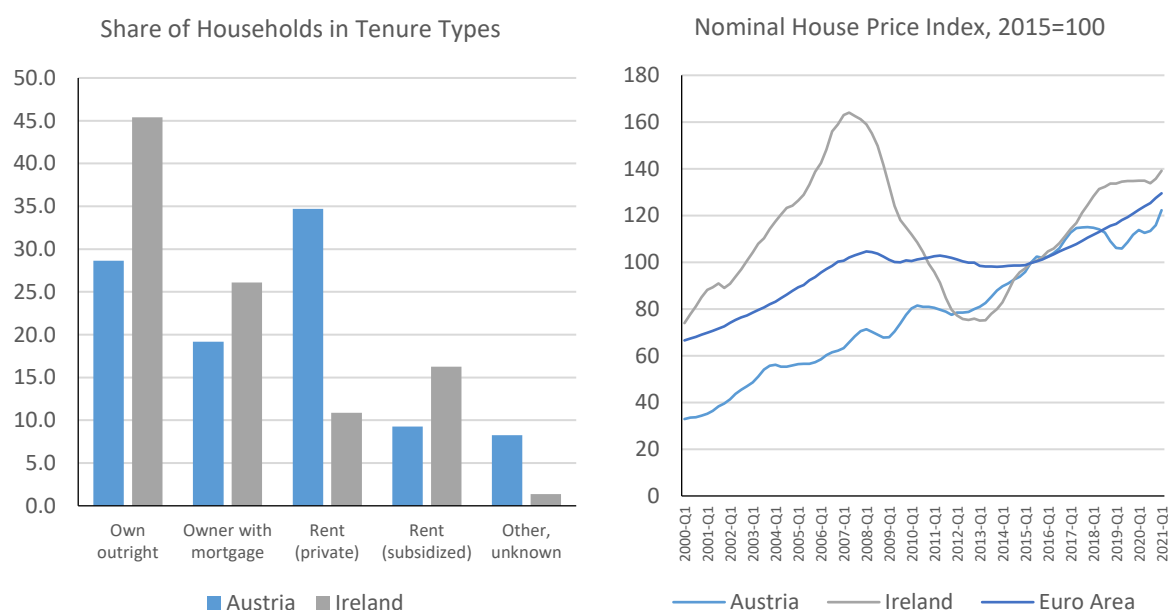 Share of Households in Tenure Types
50.0
45.0
40.0
35.0
30.0
25.0
20.0
15.0
10.0
5.0
0.0
Own
outright
Owner with
mortgage
Rent
(private)
Rent
(subsidized)
Other,
unknown
Austria
Ireland
Nominal House Price Index, 2015=100
180
160
140
120
100
80
60
40
20
0
2000-Q1
2001-Q1
2002-Q1
2003-Q1
2004-Q1
2005-Q1
2006-Q1
2007-Q1
2008-Q1
2009-Q1
2010-Q1
2011-Q1
2012-Q1
2013-Q1
2014-Q1
2015-Q1
2016-Q1
2017-Q1
2018-Q1
2019-Q1
2020-Q1
2021-Q1
Austria
Ireland
Euro Area